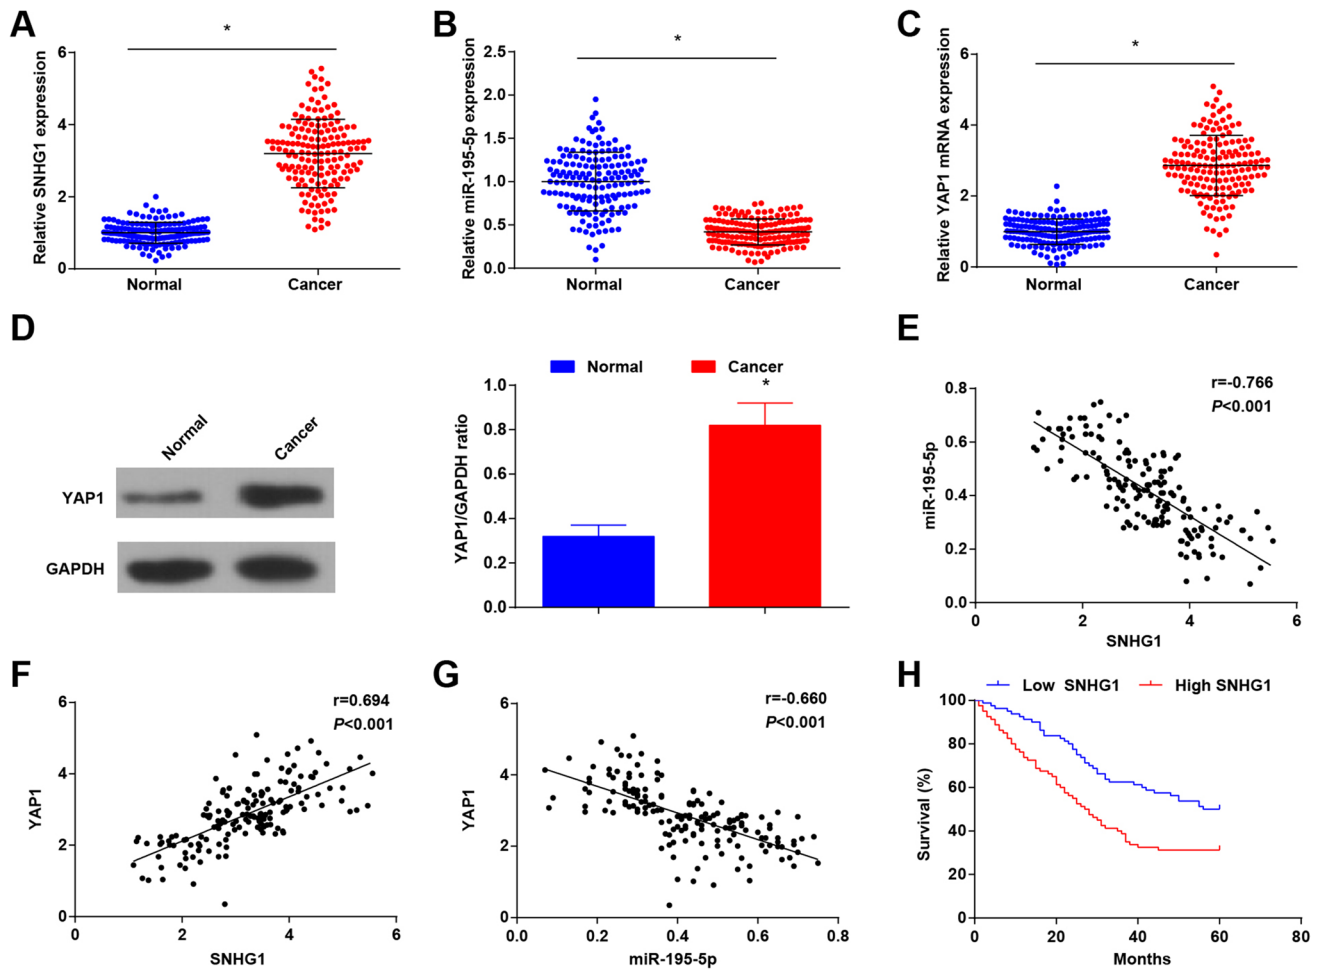 A
B
C
*
*
*
Relative SNHG1 expression
6
4
2
0
Normal
Cancer
Relative miR-195-5p expression
2.5
2.0
1.5
1.0
0.5
0.0
Normal
Cancer
Relative YAP1 mRNA expression
6
4
2
0
Normal
Cancer
D
Normal
Cancer
YAP1
GAPDH
Normal
Cancer
*
YAP1/GAPDH ratio
1.0
0.8
0.6
0.4
0.2
0.0
E
r=-0.766
P<0.001
miR-195-5p
0.8
0.6
0.4
0.2
0.0
0
2
4
6
SNHG1
F
r=0.694
P<0.001
YAP1
6
4
2
0
0
2
4
6
SNHG1
G
r=-0.660
P<0.001
YAP1
6
4
2
0
0.0
0.2
0.4
0.6
0.8
miR-195-5p
H
Low SNHG1
High SNHG1
Survival (%)
100
80
60
40
20
0
0
20
40
60
80
Months